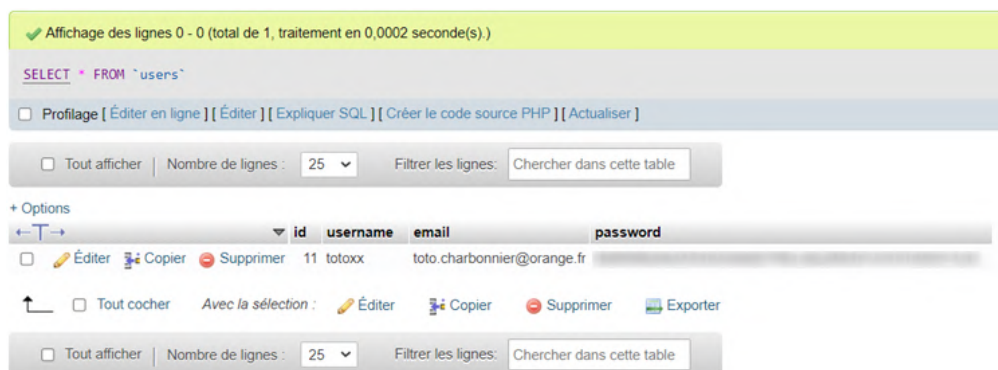 Affichage des lignes 0 - 0 (total de 1, traitement en 0,0002 seconde(s).)
SELECT * FROM `users`
Profilage [ Éditer en ligne ] [ Éditer ] [ Expliquer SQL ] [ Créer le code source PHP ] [ Actualiser ]
Tout afficher | Nombre de lignes : 25 Filtrer les lignes: Chercher dans cette table
+ Options
←T→ id username email password
Éditer Copier Supprimer 11 totoxx toto.charbonnier@orange.fr
Tout cocher Avec la sélection : Éditer Copier Supprimer Exporter
Tout afficher | Nombre de lignes : 25 Filtrer les lignes: Chercher dans cette table